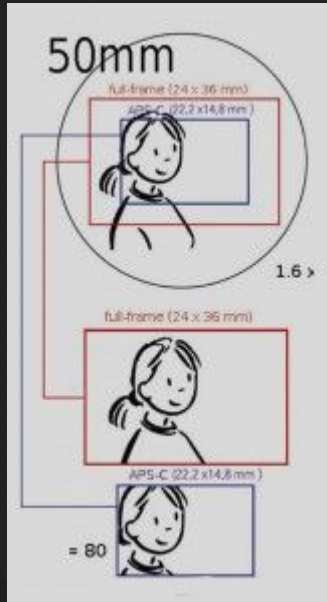 50mm
full-frame (24 x 36 mm)
APS-C (22,2 x14,8 mm )
1.6 ›
full-frame (24 x 36 mm)
APS-C (22,2 x14,8 mm )
= 80